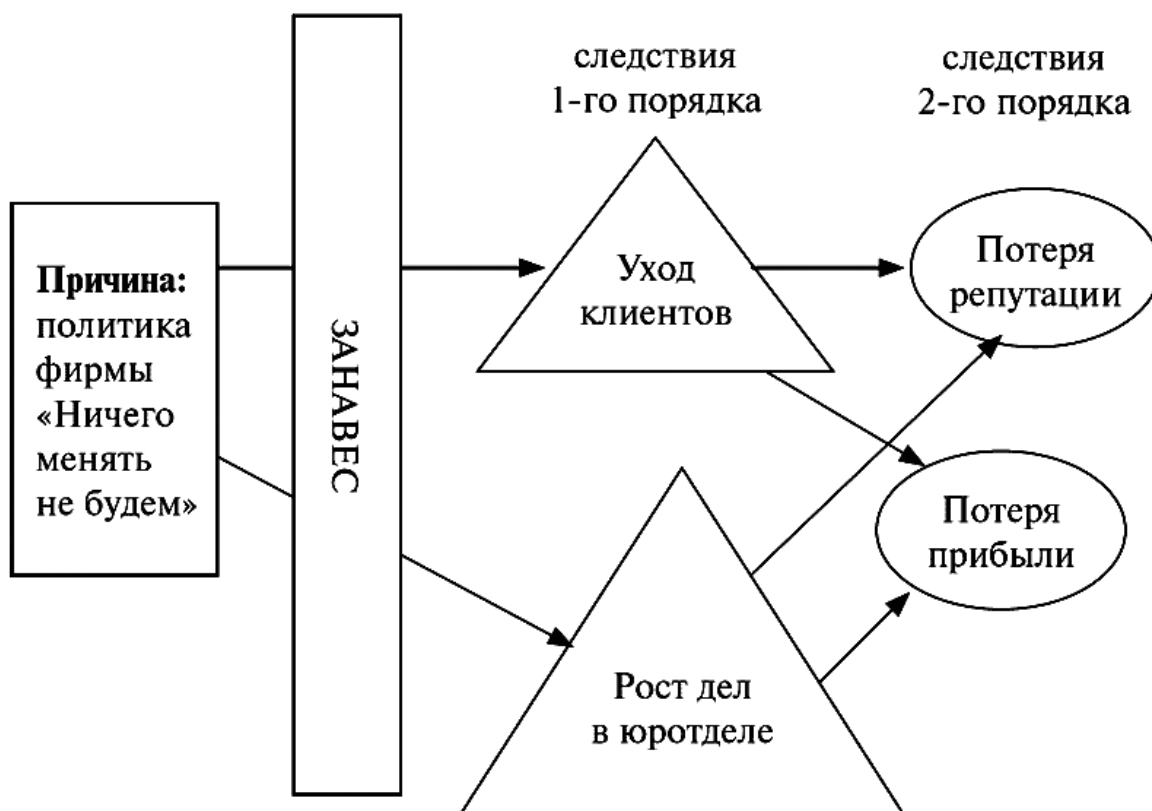 следствия
1-го порядка
следствия
2-го порядка
Причина:
политика
фирмы
«Ничего
менять
не будем»
ЗАНАВЕС
Уход
клиентов
Потеря
репутации
Потеря
прибыли
Рост дел
в юротделе